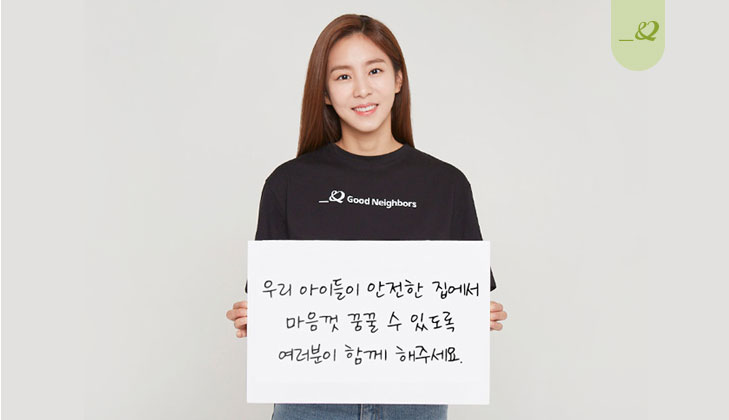 _&
_& Good Neighbors
우리 아이들이 안전한 집에서
마음껏 꿈꿀 수 있도록
여러분이 함께 해주세요.